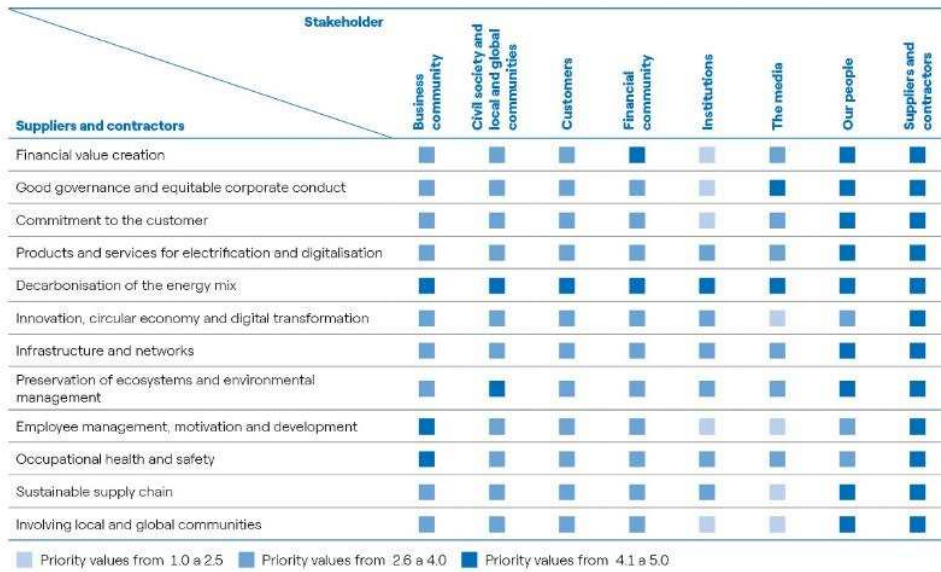 Stakeholder
Suppliers and contractors
Business
community
Civil society and
local and global
communities
Customers
Financial
community
Institutions
The media
Our people
Suppliers and
contractors
Financial value creation
Good governance and equitable corporate conduct
Commitment to the customer
Products and services for electrification and digitalisation
Decarbonisation of the energy mix
Innovation, circular economy and digital transformation
Infrastructure and networks
Preservation of ecosystems and environmental
management
Employee management, motivation and development
Occupational health and safety
Sustainable supply chain
Involving local and global communities
Priority values from 1.0 a 2.5
Priority values from 2.6 a 4.0
Priority values from 4.1 a 5.0